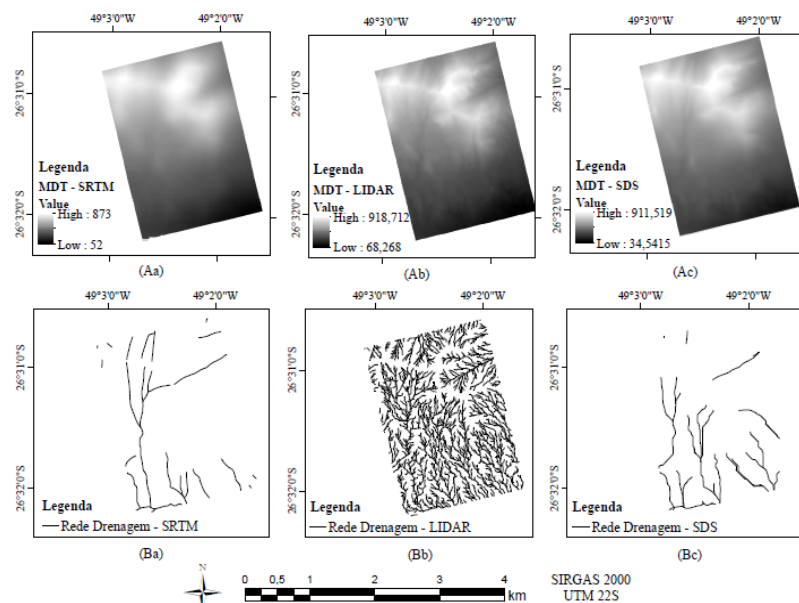 49°3'0"W 49°2'0"W
49°3'0"W 49°2'0"W
49°3'0"W 49°2'0"W
26°31'0"S
26°32'0"S
Legenda
MDT - SRTM
Value
High : 873
Low : 52
(Aa)
26°31'0"S
26°32'0"S
Legenda
MDT - LIDAR
Value
High : 918,712
Low : 68,268
(Ab)
26°31'0"S
26°32'0"S
Legenda
MDT - SDS
Value
High : 911,519
Low : 34,5415
(Ac)
49°3'0"W 49°2'0"W
49°3'0"W 49°2'0"W
49°3'0"W 49°2'0"W
26°31'0"S
26°32'0"S
Legenda
Rede Drenagem - SRTM
(Ba)
26°31'0"S
26°32'0"S
Legenda
Rede Drenagem - LIDAR
(Bb)
26°31'0"S
26°32'0"S
Legenda
Rede Drenagem - SDS
(Bc)
N
0 0,5 1 2 3 4
km
SIRGAS 2000
UTM 22S